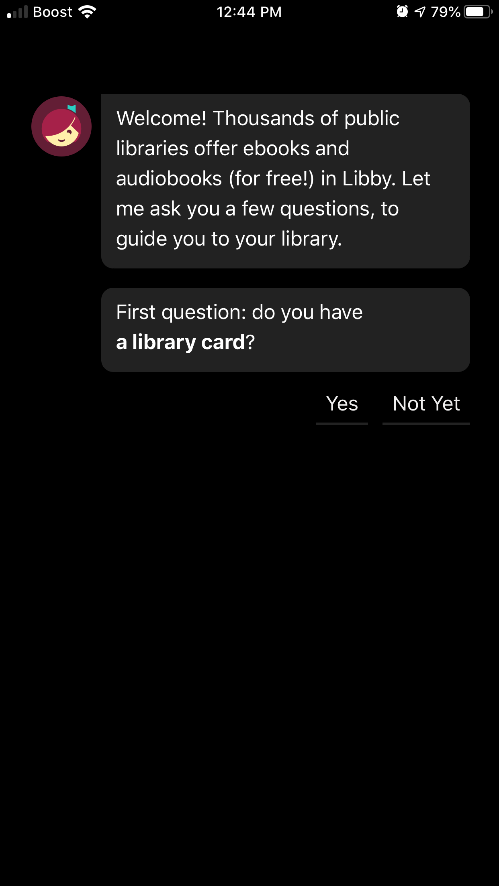 Boost 12:44 PM 79%
Welcome! Thousands of public
libraries offer ebooks and
audiobooks (for free!) in Libby. Let
me ask you a few questions, to
guide you to your library.
First question: do you have
a library card?
Yes Not Yet